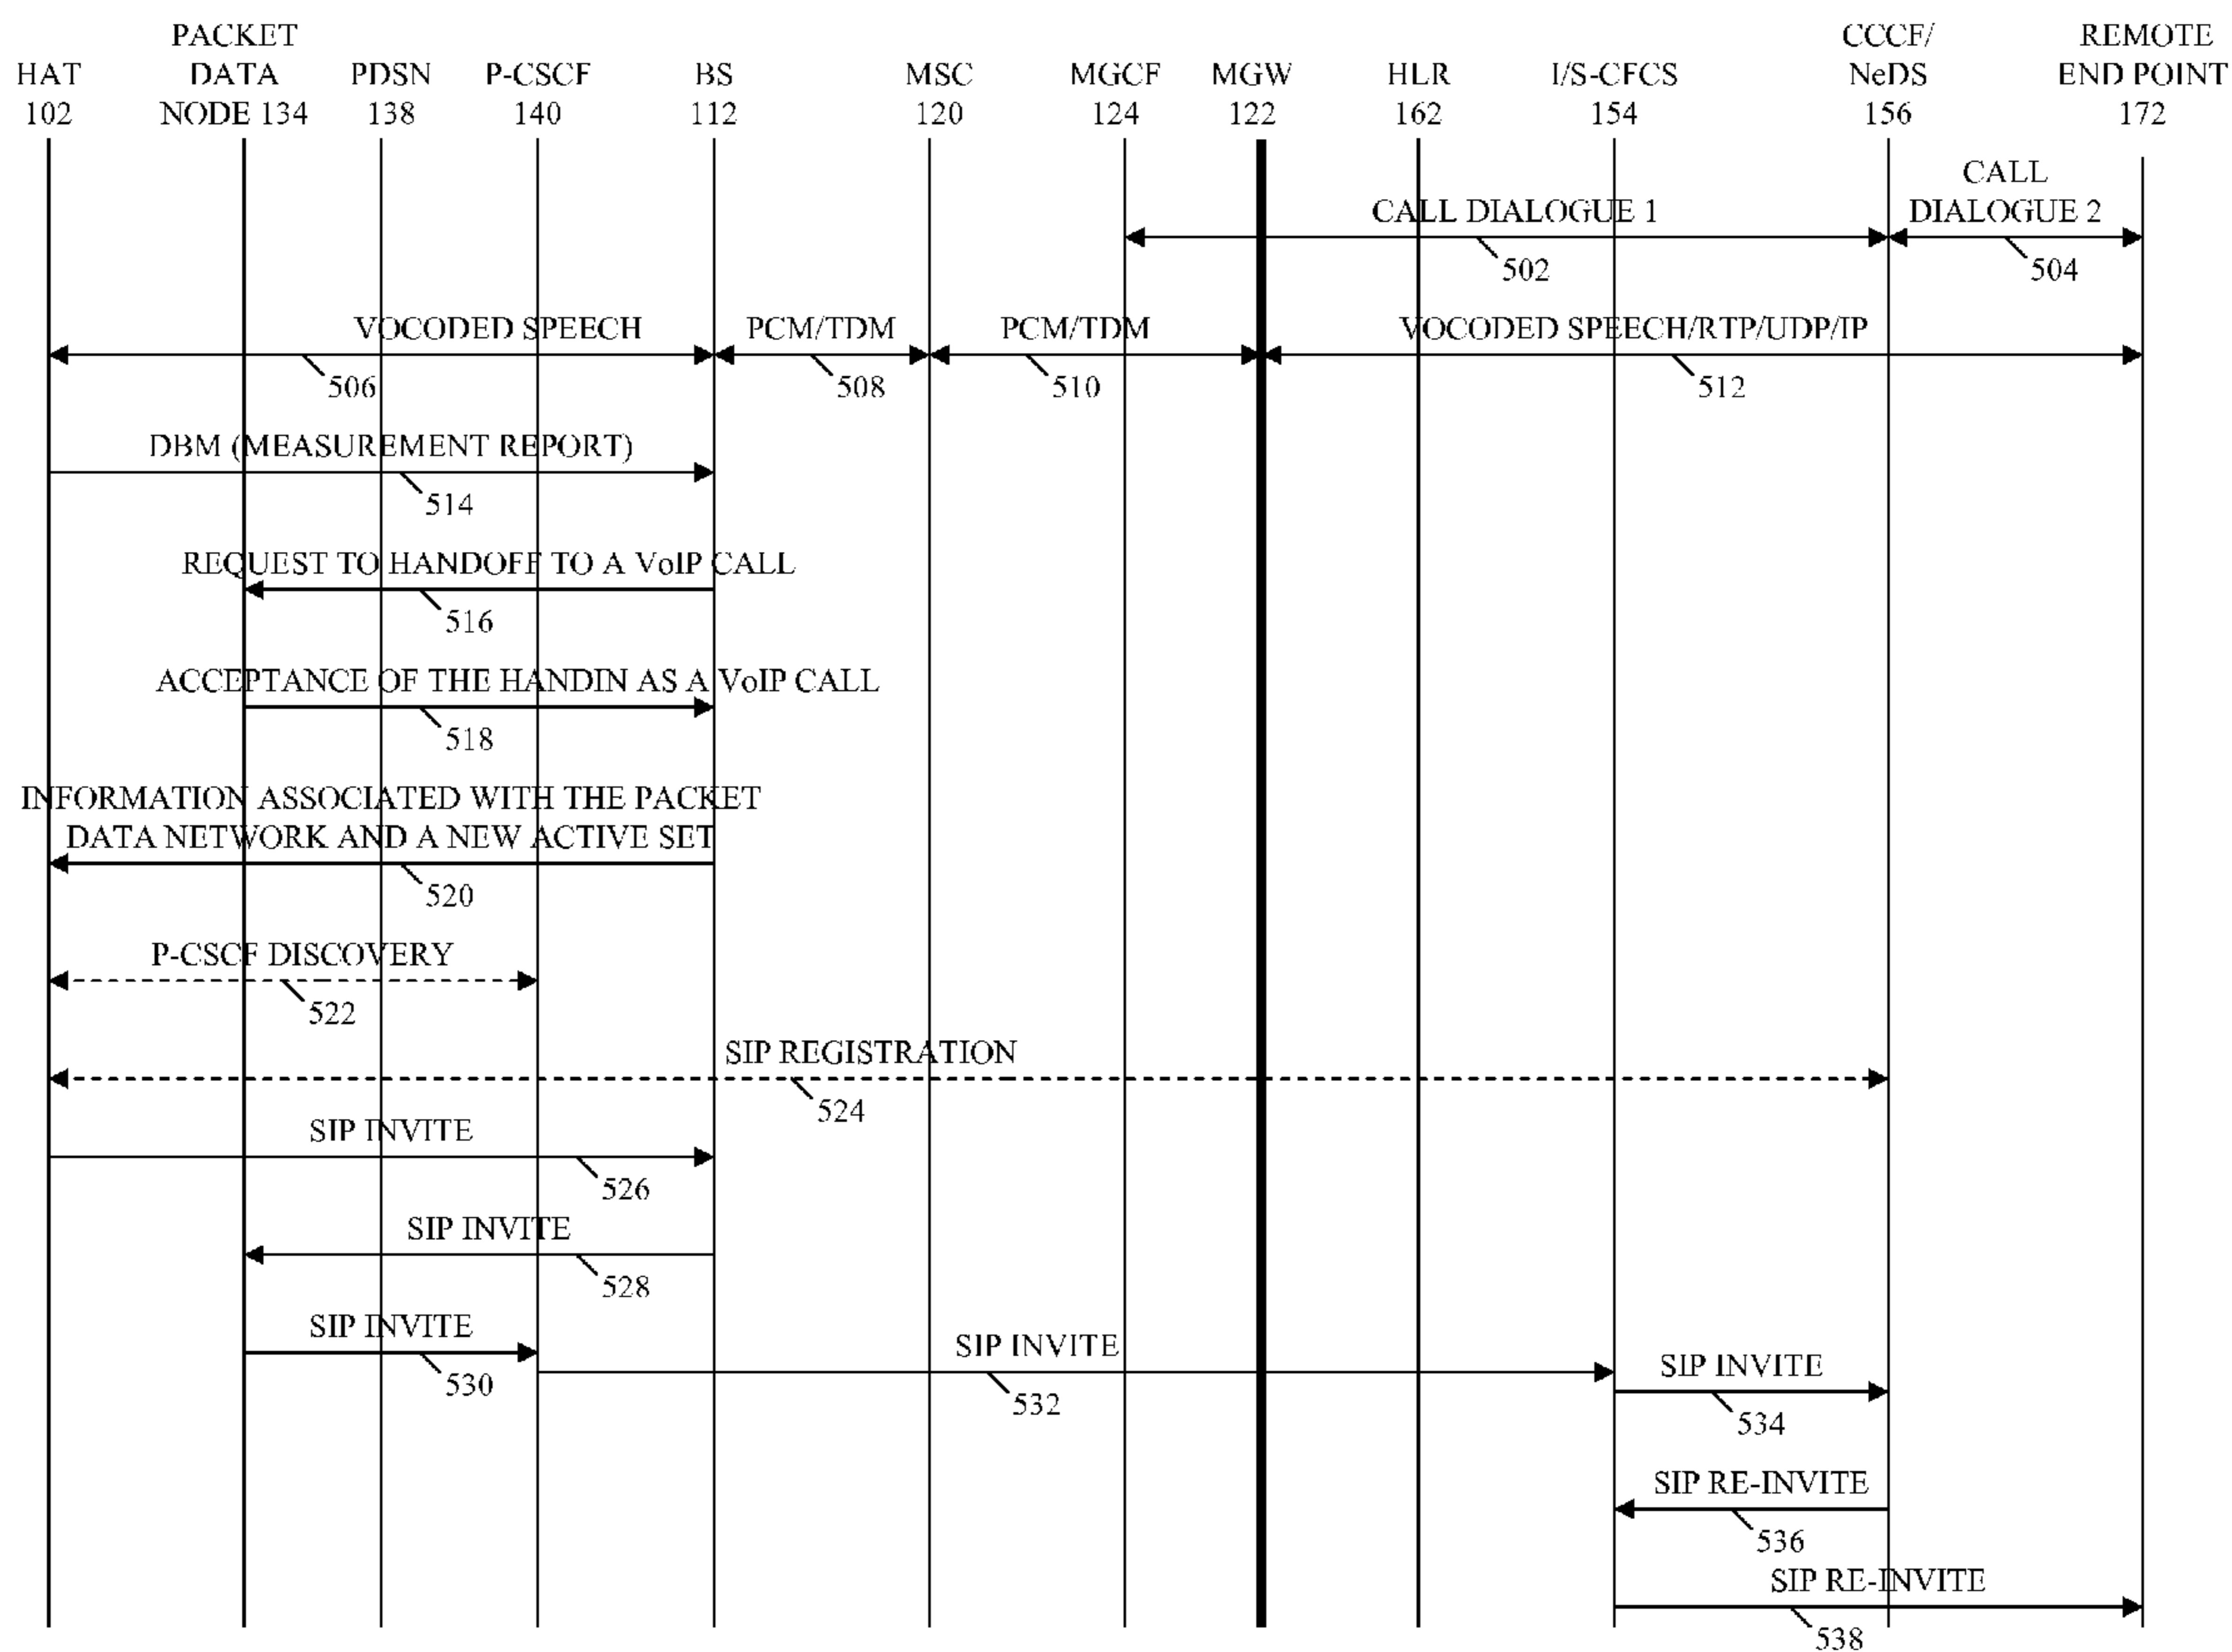 PACKET
CCCF/
REMOTE
HAT
DATA
PDSN
P-CSCF
BS
MSC
MGCF
MGW
HLR
I/S-CFCS
NeDS
END POINT
102
NODE 134
138
140
112
120
124
122
162
154
156
172
CALL
CALL DIALOGUE 1
DIALOGUE 2
502
504
VOCODED SPEECH
PCM/TDM
PCM/TDM
VOCODED SPEECH/RTP/UDP/IP
506
508
510
512
DBM (MEASUREMENT REPORT)
514
REQUEST TO HANDOFF TO A VoIP CALL
516
ACCEPTANCE OF THE HANDIN AS A VoIP CALL
518
INFORMATION ASSOCIATED WITH THE PACKET
DATA NETWORK AND A NEW ACTIVE SET
520
P-CSCF DISCOVERY
522
SIP REGISTRATION
524
SIP INVITE
526
SIP INVITE
528
SIP INVITE
530
SIP INVITE
532
SIP INVITE
534
SIP RE-INVITE
536
SIP RE-INVITE
538